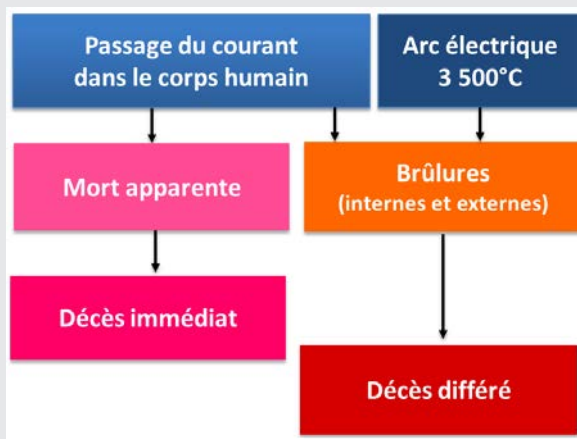 Passage du courant
dans le corps humain
Arc électrique
3 500°C
Mort apparente
Brûlures
(internes et externes)
Décès immédiat
Décès différé